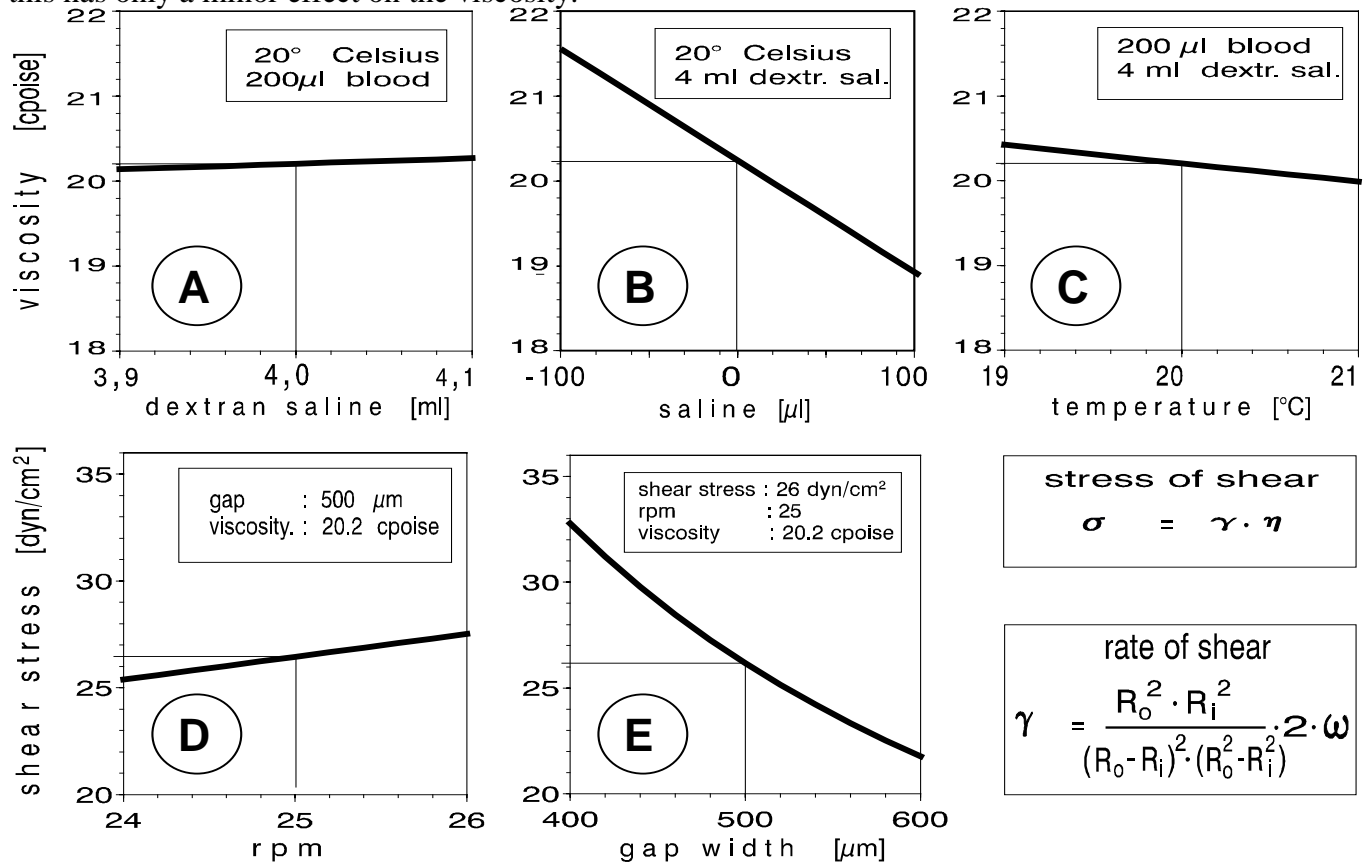 this has only a minor effect on the viscosity.
viscosity [cpoise]
22
21
20
19
18
20° Celsius
200μl blood
A
3,9 4,0 4,1
dextran saline [ml]
22
21
20
19
18
20° Celsius
4 ml dextr. sal.
B
-100 0 100
saline [μl]
22
21
20
19
18
200 μl blood
4 ml dextr. sal.
C
19 20 21
temperature [°C]
shear stress [dyn/cm²]
35
30
25
20
gap : 500 μm
viscosity. : 20.2 cpoise
D
24 25 26
rpm
35
30
25
20
shear stress : 26 dyn/cm²
rpm : 25
viscosity : 20.2 cpoise
E
400 500 600
gap width [μm]
stress of shear
σ = γ · η
rate of shear
γ = R₀² · Rᵢ² / (R₀ - Rᵢ)² · (R₀² - Rᵢ²) · 2 · ω